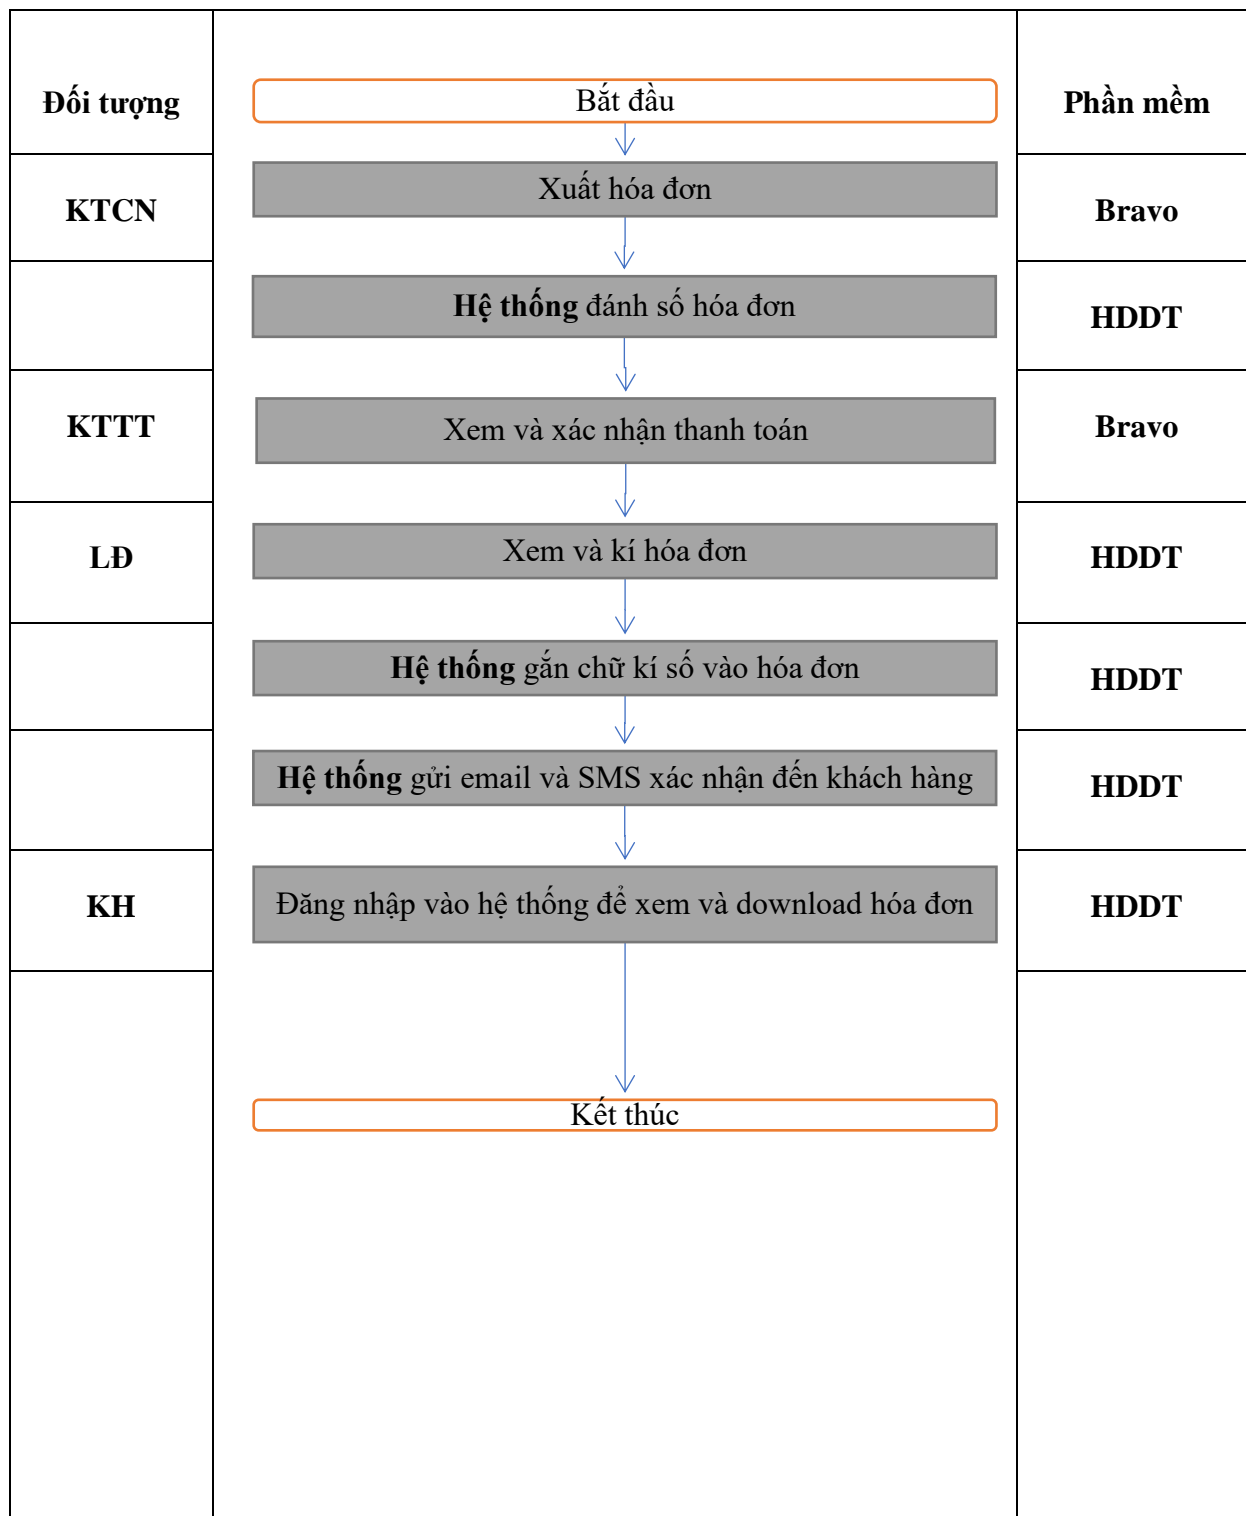 Đối tượng
Bắt đầu
Phần mềm
KTCN
Xuất hóa đơn
Bravo
Hệ thống đánh số hóa đơn
HDDT
KTTT
Xem và xác nhận thanh toán
Bravo
LĐ
Xem và kí hóa đơn
HDDT
Hệ thống gắn chữ kí số vào hóa đơn
HDDT
Hệ thống gửi email và SMS xác nhận đến khách hàng
HDDT
KH
Đăng nhập vào hệ thống để xem và download hóa đơn
HDDT
Kết thúc